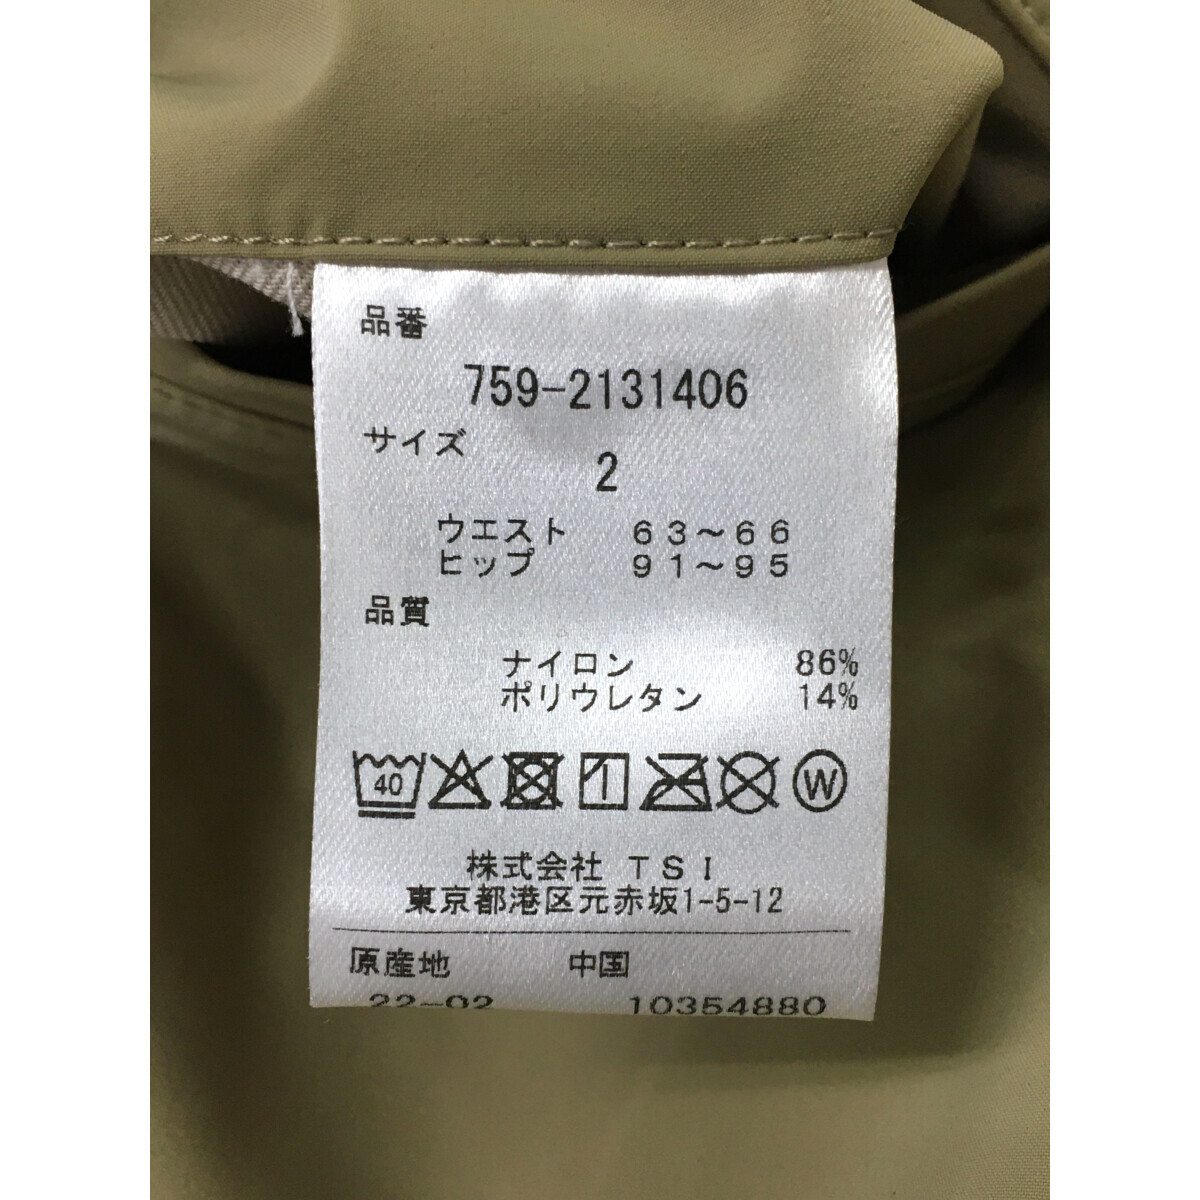 品番
759-2131406
サイズ
2
ウエスト 63～66
ヒップ 91～95
品質
ナイロン 86%
ポリウレタン 14%
40 W
株式会社 TSI
東京都港区元赤坂1-5-12
原産地 中国
22-02 10354880